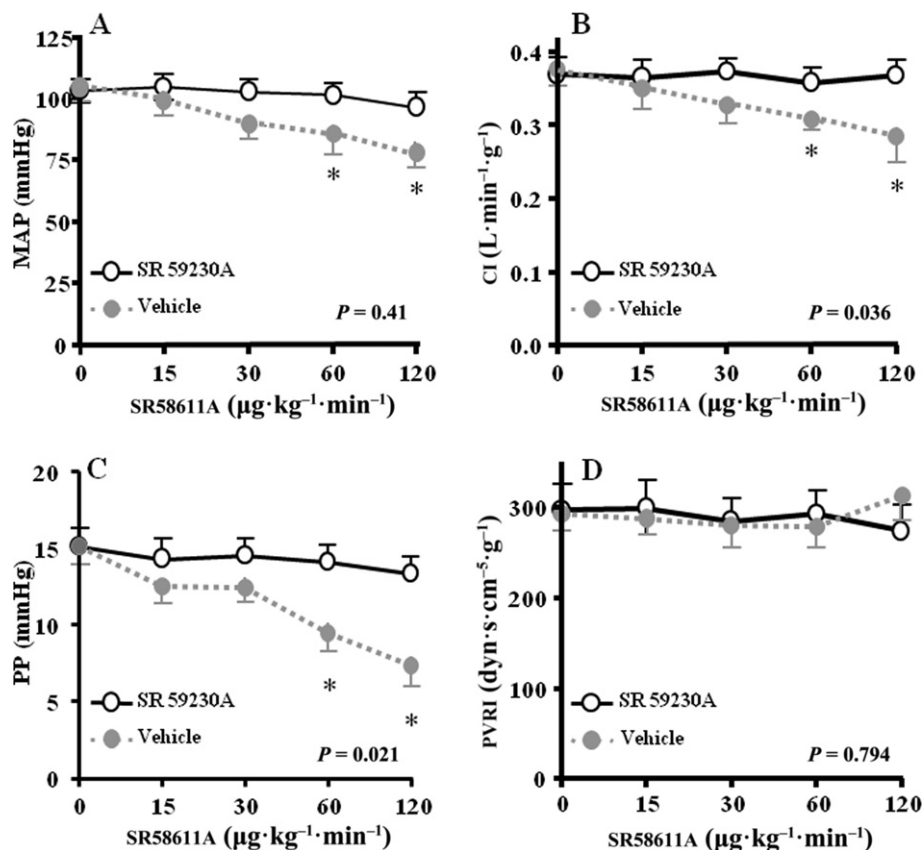 A
125
100
75
50
25
0
MAP (mmHg)
SR 59230A
Vehicle
P = 0.41
0 15 30 60 120
SR58611A (μg·kg⁻¹·min⁻¹)
B
0.4
0.3
0.2
0.1
0.0
CI (L·min⁻¹·g⁻¹)
*
*
*
*
SR 59230A
Vehicle
P = 0.036
0 15 30 60 120
SR58611A (μg·kg⁻¹·min⁻¹)
C
20
15
10
5
0
PP (mmHg)
*
*
SR 59230A
Vehicle
P = 0.021
0 15 30 60 120
SR58611A (μg·kg⁻¹·min⁻¹)
D
300
200
100
0
PVRI (dyn·s·cm⁻⁵·g⁻¹)
SR 59230A
Vehicle
P = 0.794
0 15 30 60 120
SR58611A (μg·kg⁻¹·min⁻¹)